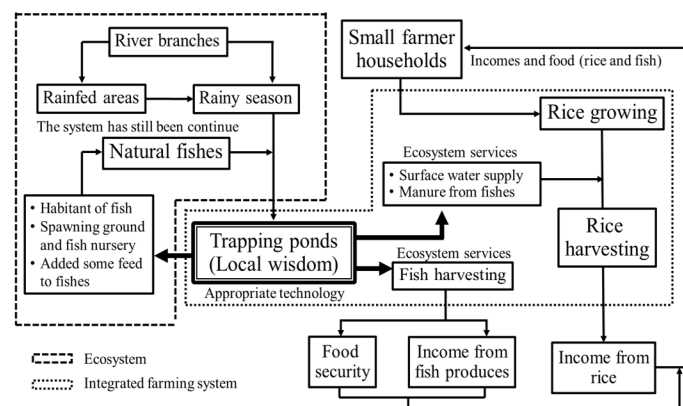 River branches
Rainfed areas
Rainy season
The system has still been continue
Natural fishes
• Habitant of fish
• Spawning ground
and fish nursery
• Added some feed
to fishes
Small farmer
households
Incomes and food (rice and fish)
Rice growing
Ecosystem services
• Surface water supply
• Manure from fishes
Rice
harvesting
Trapping ponds
(Local wisdom)
Appropriate technology
Ecosystem services
Fish harvesting
Food
security
Income from
fish produces
Income from
rice
Ecosystem
Integrated farming system